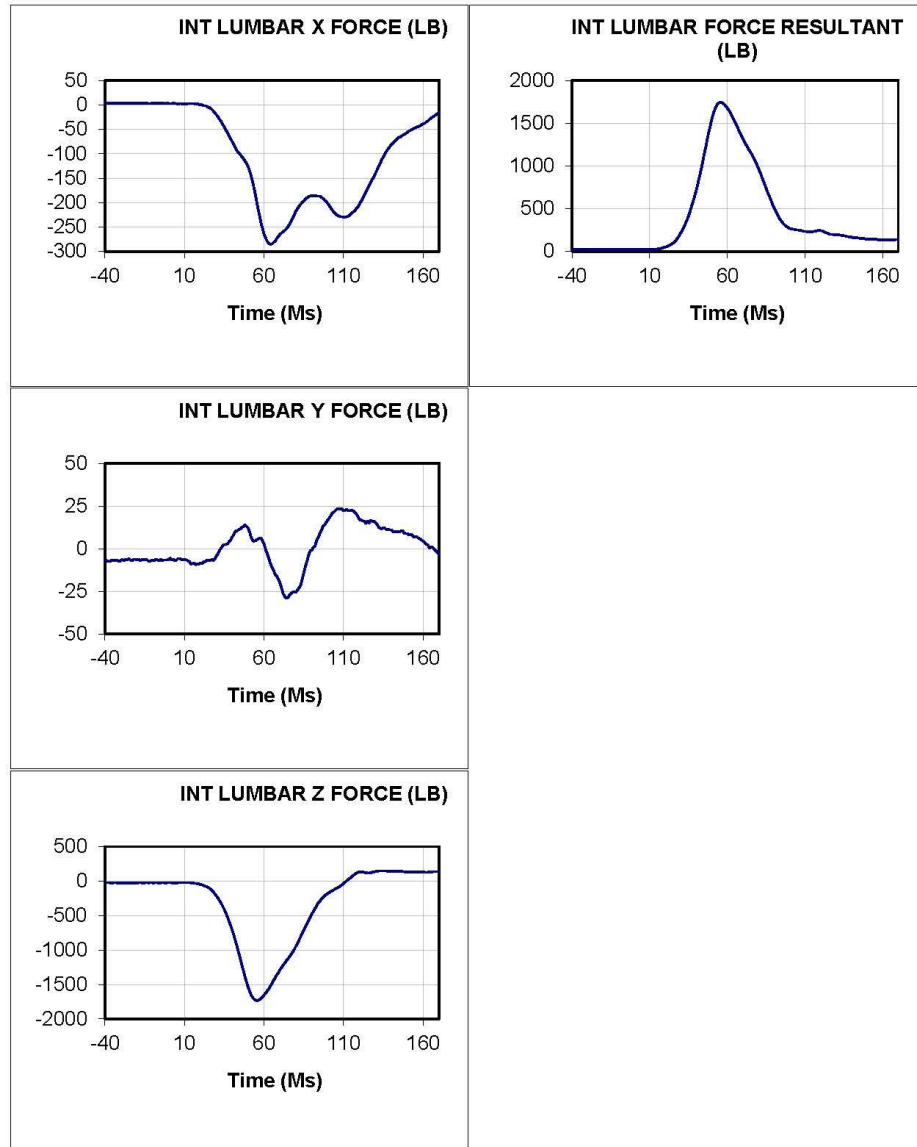 INT LUMBAR X FORCE (LB)
50
0
-50
-100
-150
-200
-250
-300
-40 10 60 110 160
Time (Ms)
INT LUMBAR FORCE RESULTANT
(LB)
2000
1500
1000
500
0
-40 10 60 110 160
Time (Ms)
INT LUMBAR Y FORCE (LB)
50
25
0
-25
-50
-40 10 60 110 160
Time (Ms)
INT LUMBAR Z FORCE (LB)
500
0
-500
-1000
-1500
-2000
-40 10 60 110 160
Time (Ms)